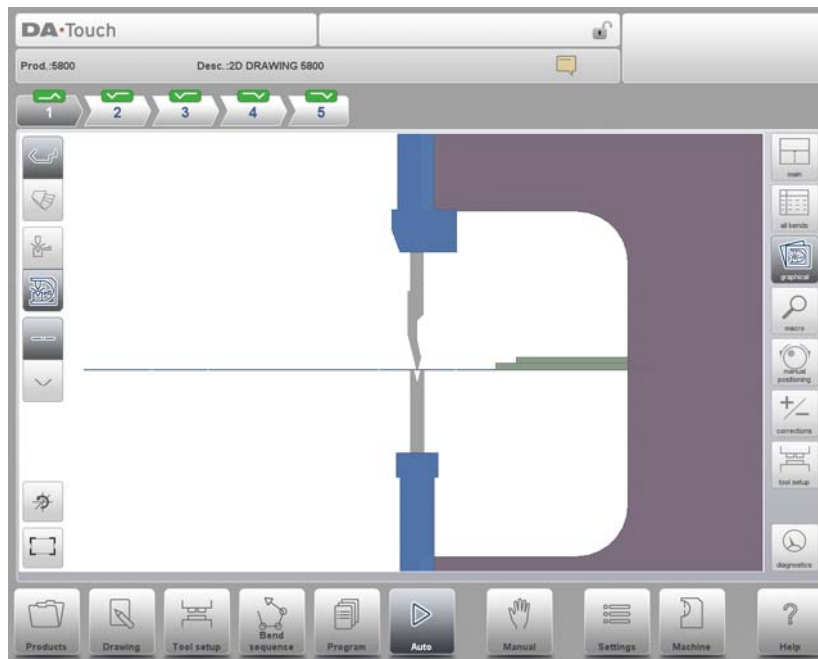 DA•Touch
Prod.:5800 Desc.:2D DRAWING 5800
1 2 3 4 5
main
all bends
graphical
macro
manual
positioning
corrections
tool setup
diagnostics
Products Drawing Tool setup Bend
sequence Program Auto Manual Settings Machine ?
Help